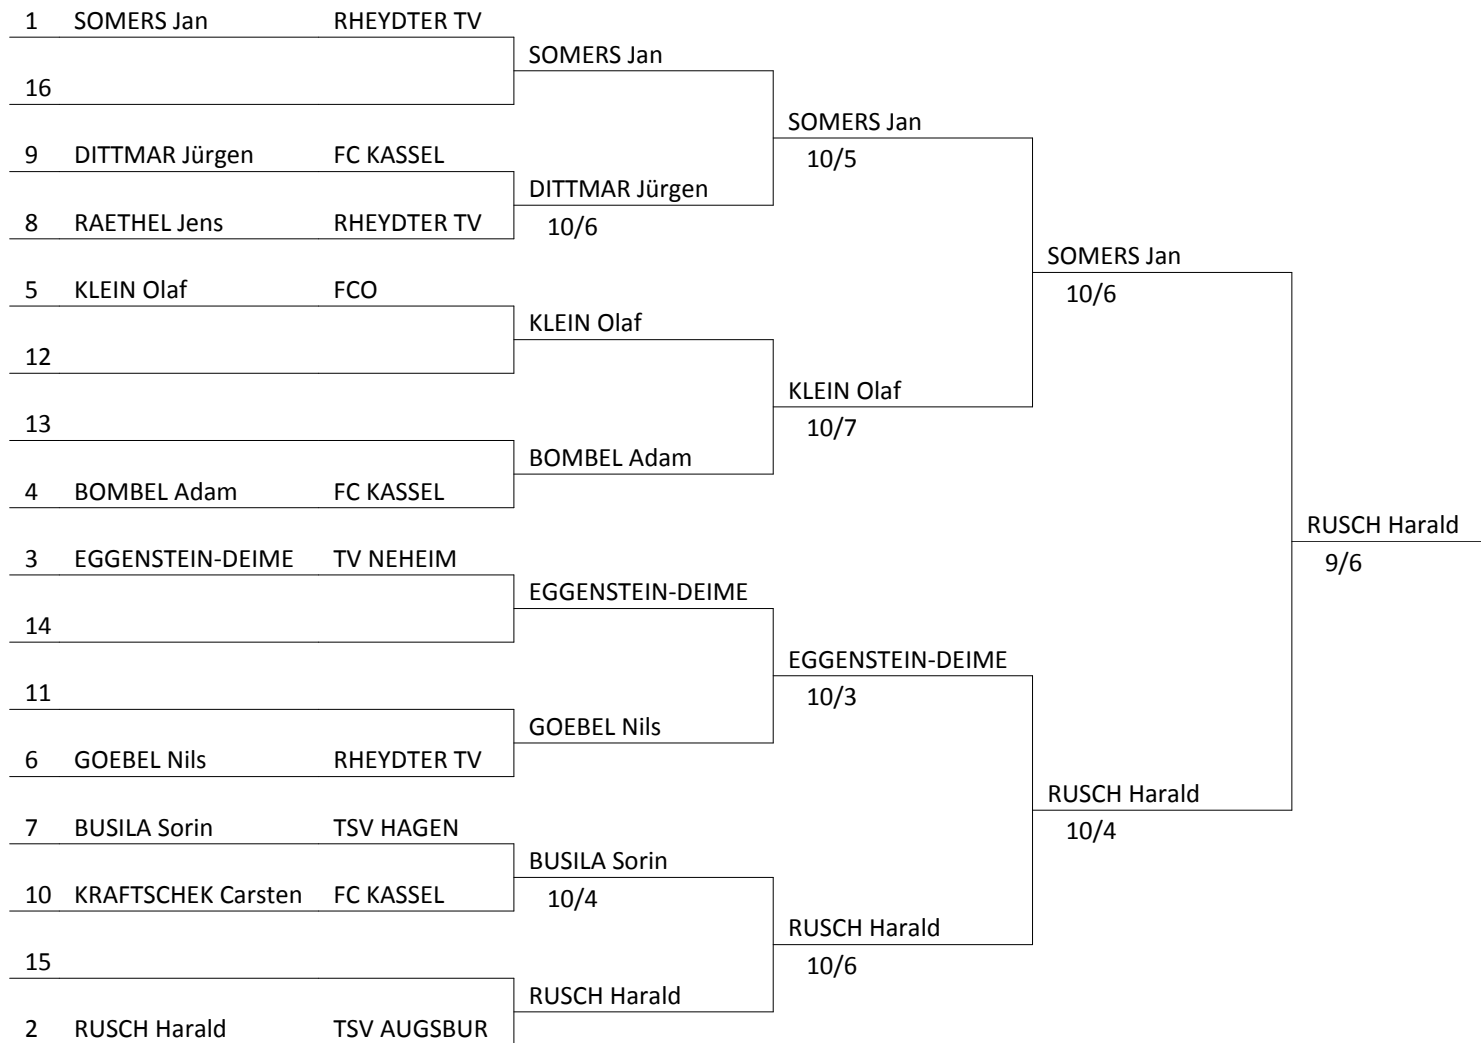 1 SOMERS Jan RHEYDTER TV
SOMERS Jan
16
SOMERS Jan
9 DITTMAR Jürgen FC KASSEL
10/5
DITTMAR Jürgen
8 RAETHEL Jens RHEYDTER TV
10/6
SOMERS Jan
5 KLEIN Olaf FCO
10/6
KLEIN Olaf
12
KLEIN Olaf
13
10/7
BOMBEL Adam
4 BOMBEL Adam FC KASSEL
RUSCH Harald
3 EGGENSTEIN-DEIME TV NEHEIM
9/6
EGGENSTEIN-DEIME
14
EGGENSTEIN-DEIME
11
10/3
GOEBEL Nils
6 GOEBEL Nils RHEYDTER TV
RUSCH Harald
7 BUSILA Sorin TSV HAGEN
10/4
BUSILA Sorin
10 KRAFTSCHEK Carsten FC KASSEL
10/4
RUSCH Harald
15
10/6
RUSCH Harald
2 RUSCH Harald TSV AUGSBUR